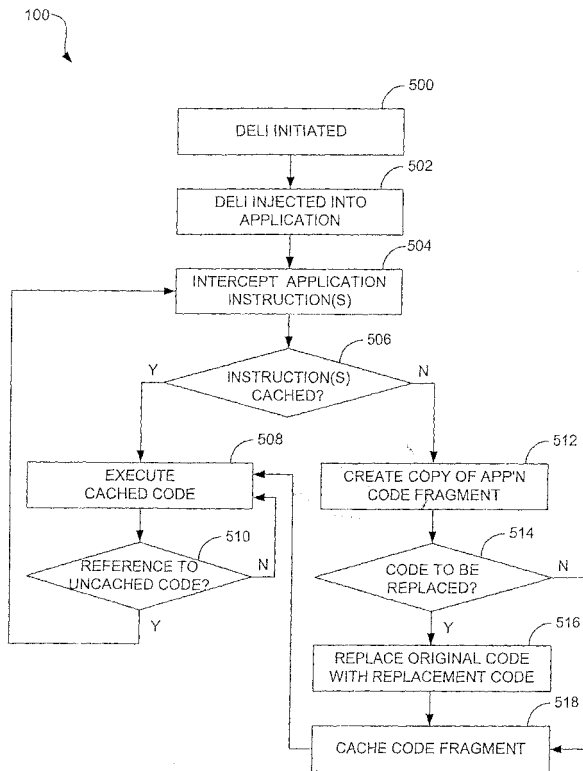 100
500
DELI INITIATED
502
DELI INJECTED INTO
APPLICATION
504
INTERCEPT APPLICATION
INSTRUCTION(S)
506
Y
INSTRUCTION(S)
CACHED?
N
508
EXECUTE
CACHED CODE
512
CREATE COPY OF APP'N
CODE FRAGMENT
510
REFERENCE TO
UNCACHED CODE?
N
Y
514
CODE TO BE
REPLACED?
N
Y
516
REPLACE ORIGINAL CODE
WITH REPLACEMENT CODE
518
CACHE CODE FRAGMENT